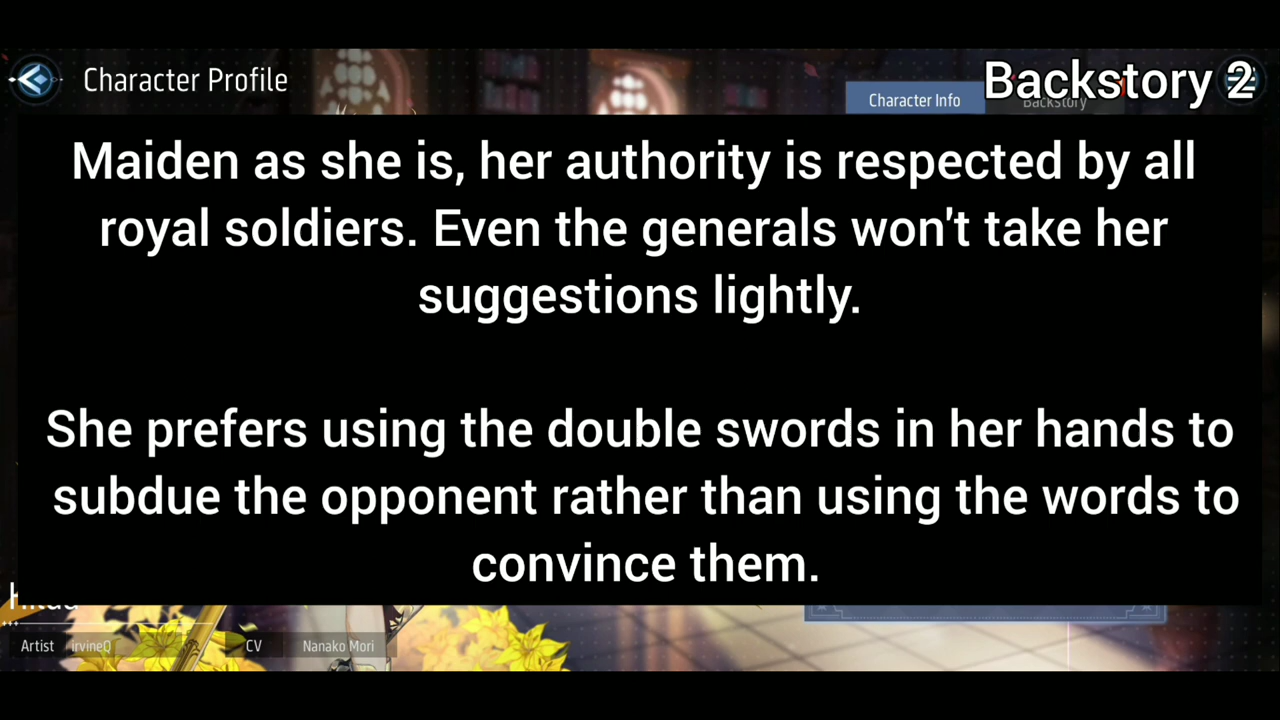 Character Profile
Character Info
Backstory
Backstory 2
Maiden as she is, her authority is respected by all
royal soldiers. Even the generals won't take her
suggestions lightly.
She prefers using the double swords in her hands to
subdue the opponent rather than using the words to
convince them.
Artist irvineQ CV Nanako Mori